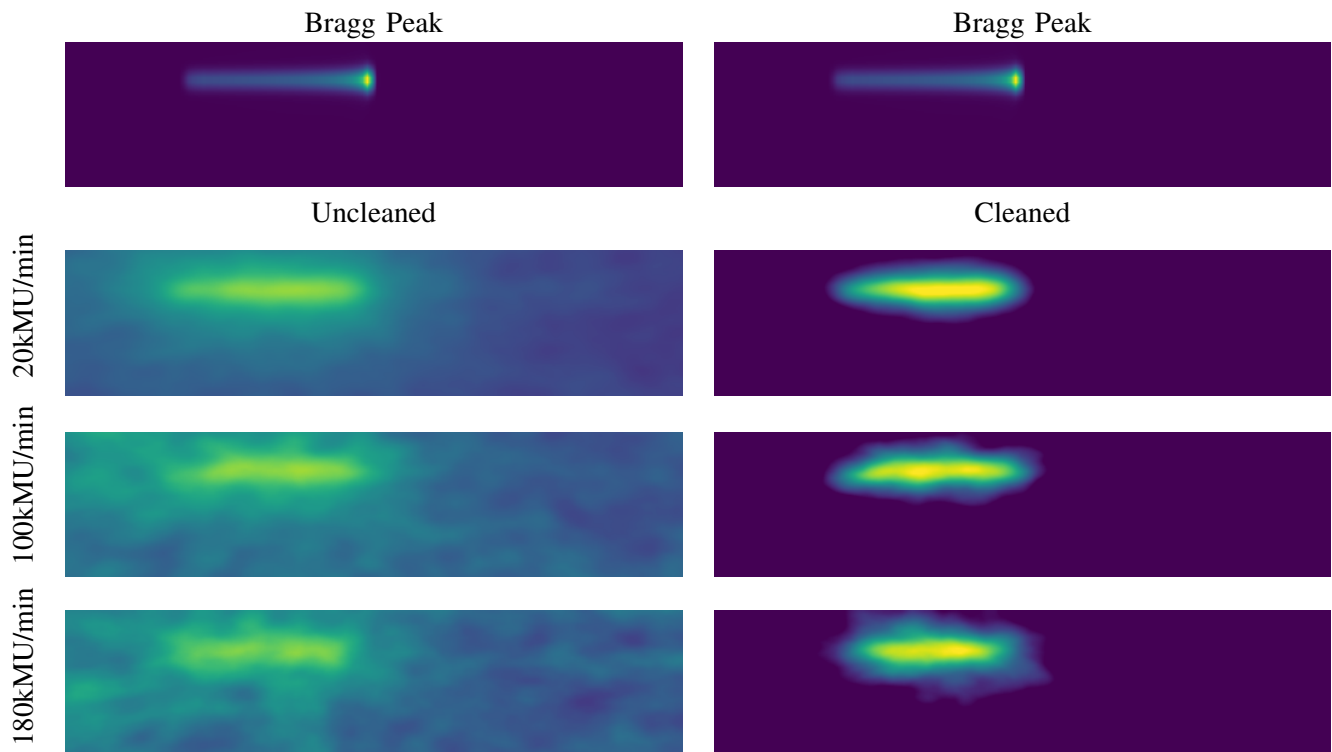 Bragg Peak
Bragg Peak
Uncleaned
Cleaned
20kMU/min
100kMU/min
180kMU/min